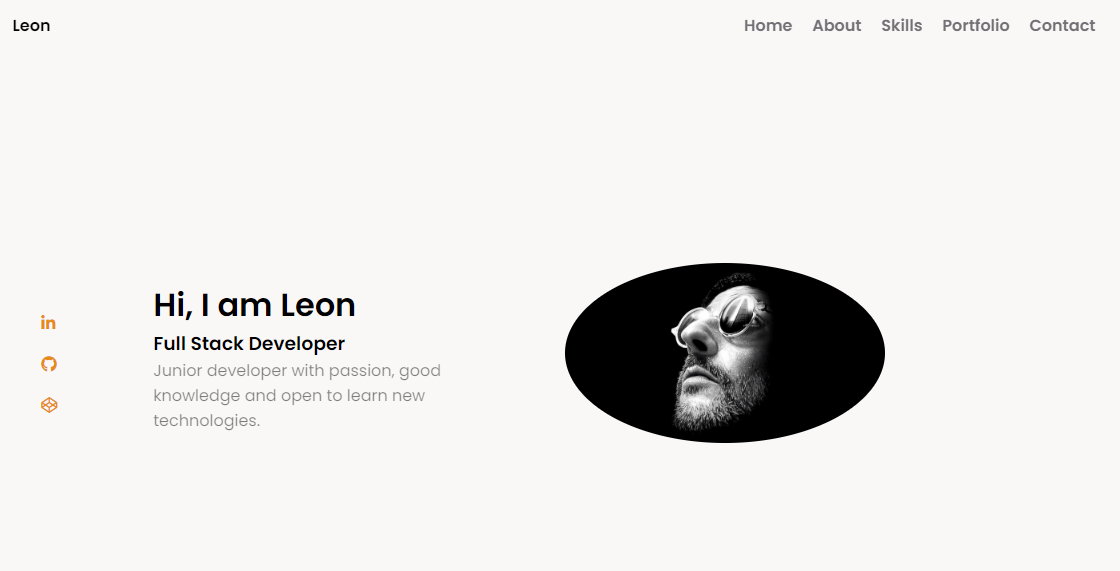 Leon
Home About Skills Portfolio Contact
Hi, I am Leon
Full Stack Developer
Junior developer with passion, good
knowledge and open to learn new
technologies.
in